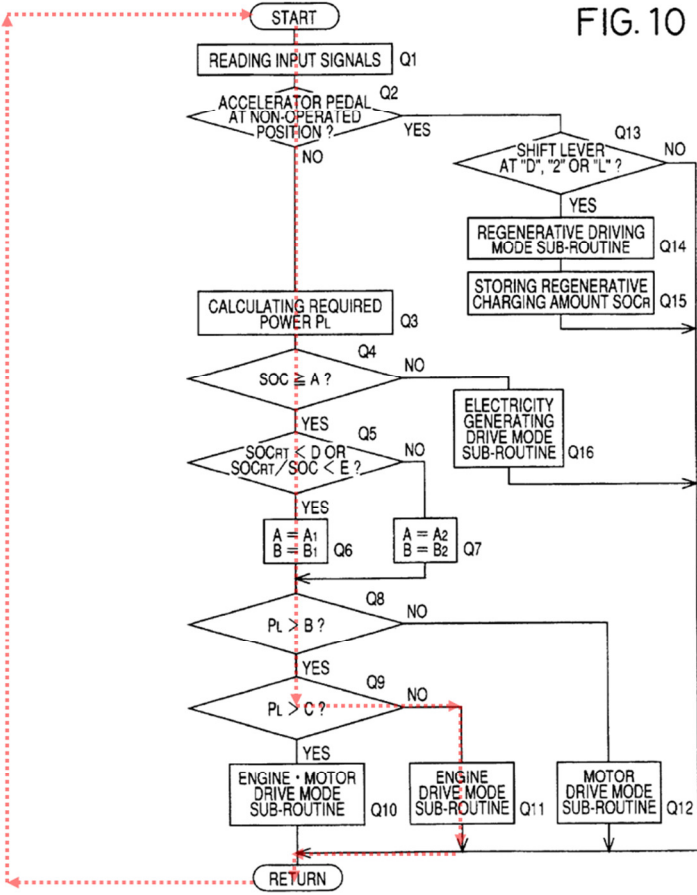 FIG. 10
START
READING INPUT SIGNALS
Q1
Q2
ACCELERATOR PEDAL
AT NON-OPERATED
POSITION ?
YES
NO
Q13
SHIFT LEVER
AT "D", "2" OR "L" ?
NO
YES
REGENERATIVE DRIVING
MODE SUB-ROUTINE
Q14
STORING REGENERATIVE
CHARGING AMOUNT SOCR
Q15
CALCULATING REQUIRED
POWER PL
Q3
Q4
SOC ≧ A ?
NO
YES
ELECTRICITY
GENERATING
DRIVE MODE
SUB-ROUTINE
Q16
Q5
SOCRT < D OR
SOCRT/SOC < E ?
NO
YES
A = A1
B = B1
Q6
A = A2
B = B2
Q7
Q8
PL > B ?
NO
YES
Q9
PL > C ?
NO
YES
ENGINE・MOTOR
DRIVE MODE
SUB-ROUTINE
Q10
ENGINE
DRIVE MODE
SUB-ROUTINE
Q11
MOTOR
DRIVE MODE
SUB-ROUTINE
Q12
RETURN